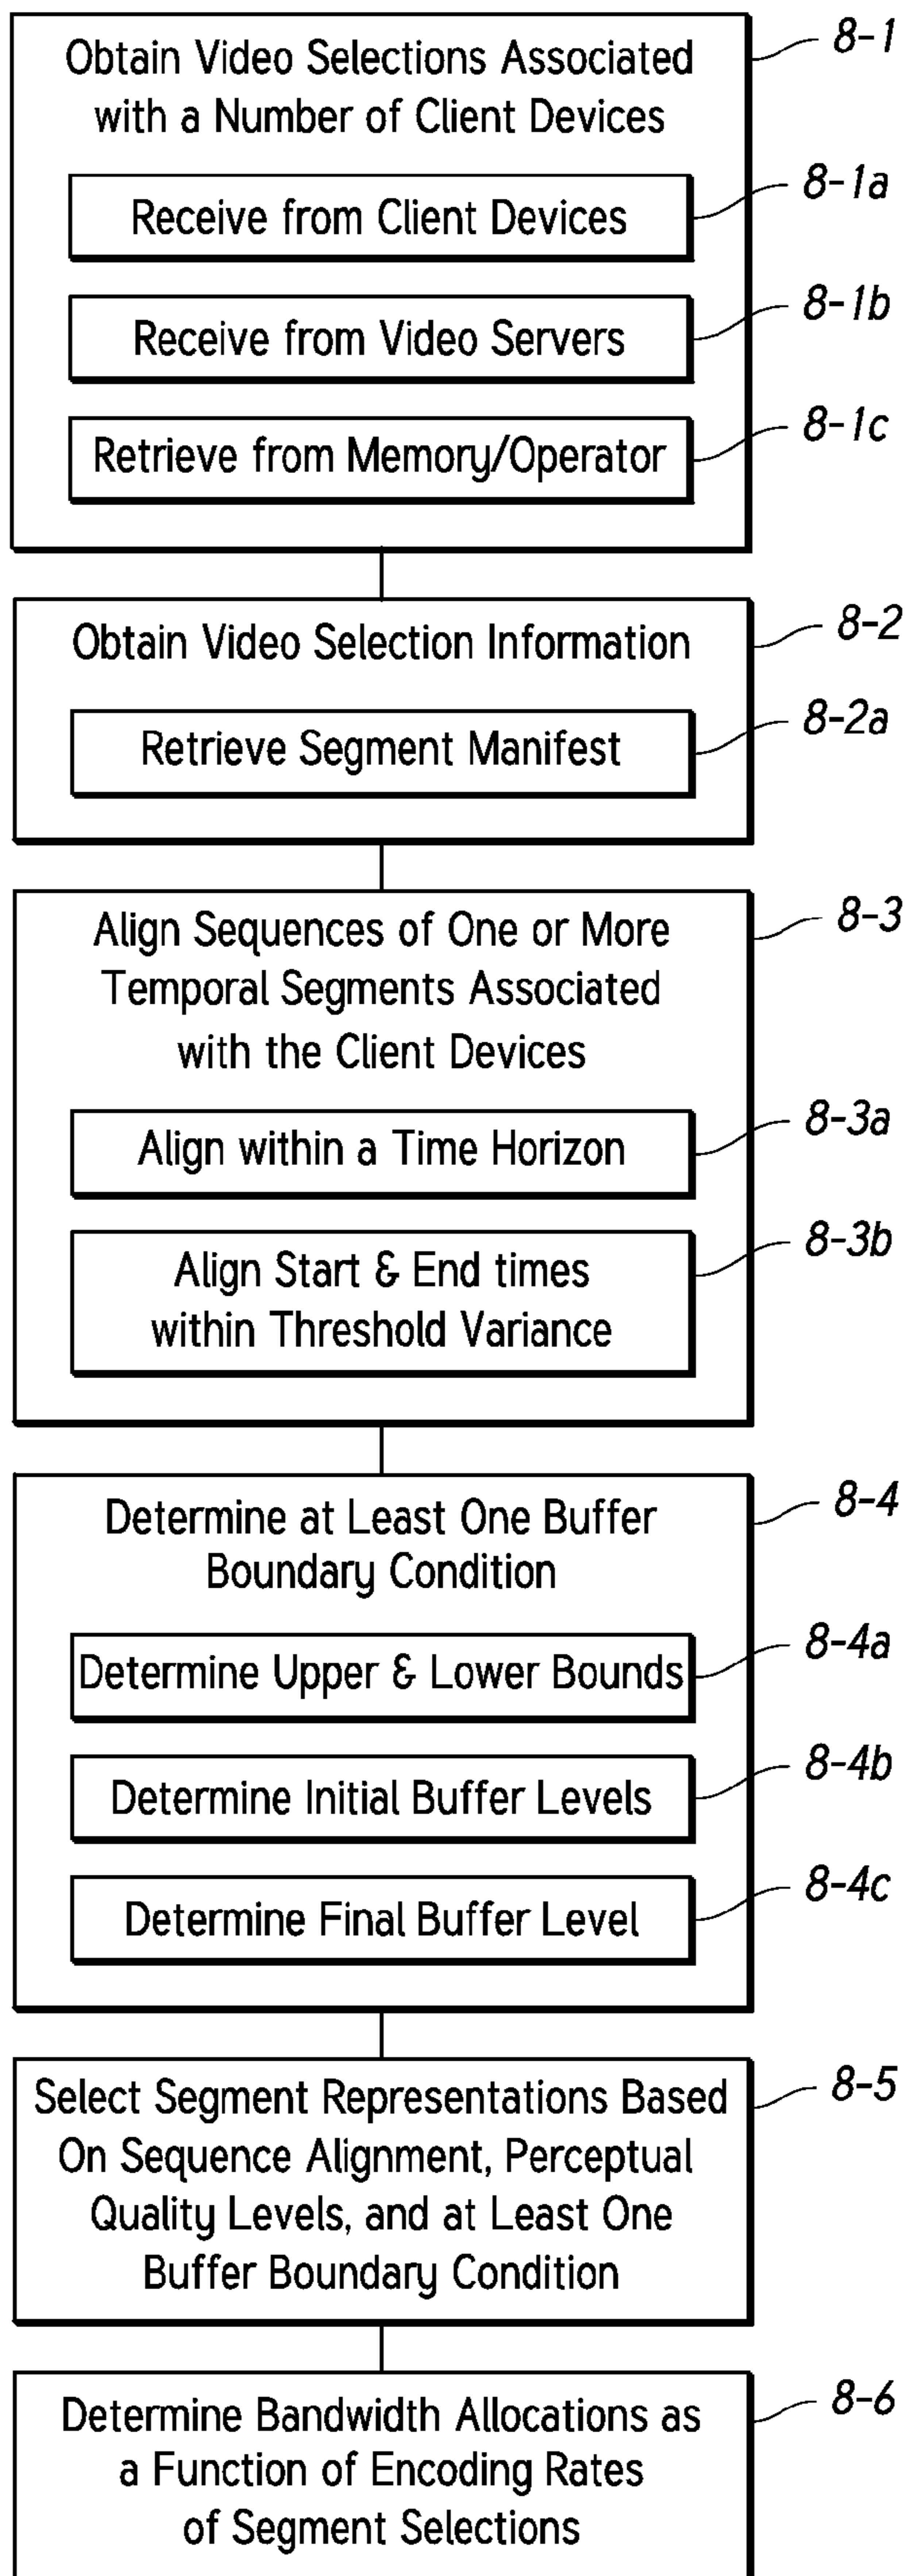 Obtain Video Selections Associated
with a Number of Client Devices
8-1
Receive from Client Devices
8-1a
Receive from Video Servers
8-1b
Retrieve from Memory/Operator
8-1c
Obtain Video Selection Information
8-2
Retrieve Segment Manifest
8-2a
Align Sequences of One or More
Temporal Segments Associated
with the Client Devices
8-3
Align within a Time Horizon
8-3a
Align Start & End times
within Threshold Variance
8-3b
Determine at Least One Buffer
Boundary Condition
8-4
Determine Upper & Lower Bounds
8-4a
Determine Initial Buffer Levels
8-4b
Determine Final Buffer Level
8-4c
Select Segment Representations Based
On Sequence Alignment, Perceptual
Quality Levels, and at Least One
Buffer Boundary Condition
8-5
Determine Bandwidth Allocations as
a Function of Encoding Rates
of Segment Selections
8-6